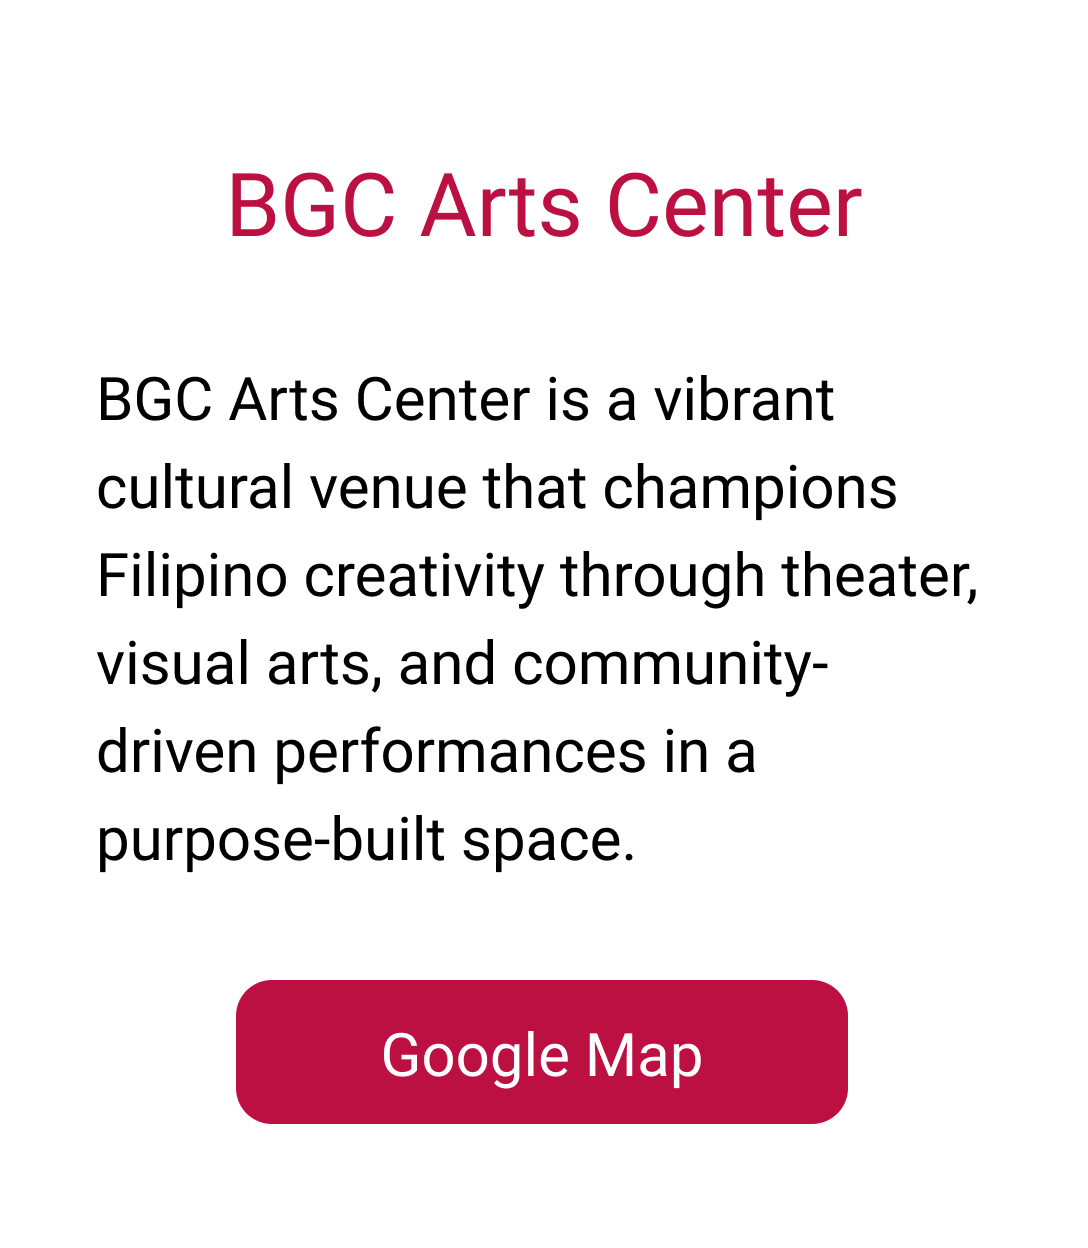 BGC Arts Center
BGC Arts Center is a vibrant
cultural venue that champions
Filipino creativity through theater,
visual arts, and community-
driven performances in a
purpose-built space.
Google Map